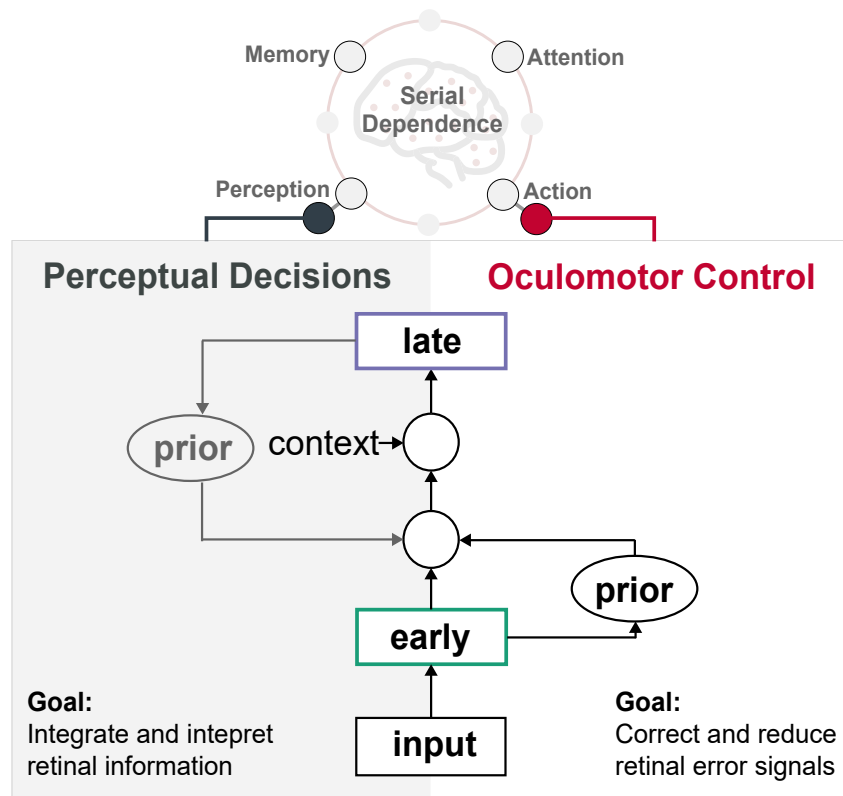 Memory
Attention
Serial
Dependence
Perception
Action
Perceptual Decisions
Oculomotor Control
late
prior
context
prior
early
input
Goal:
Integrate and intepret
retinal information
Goal:
Correct and reduce
retinal error signals